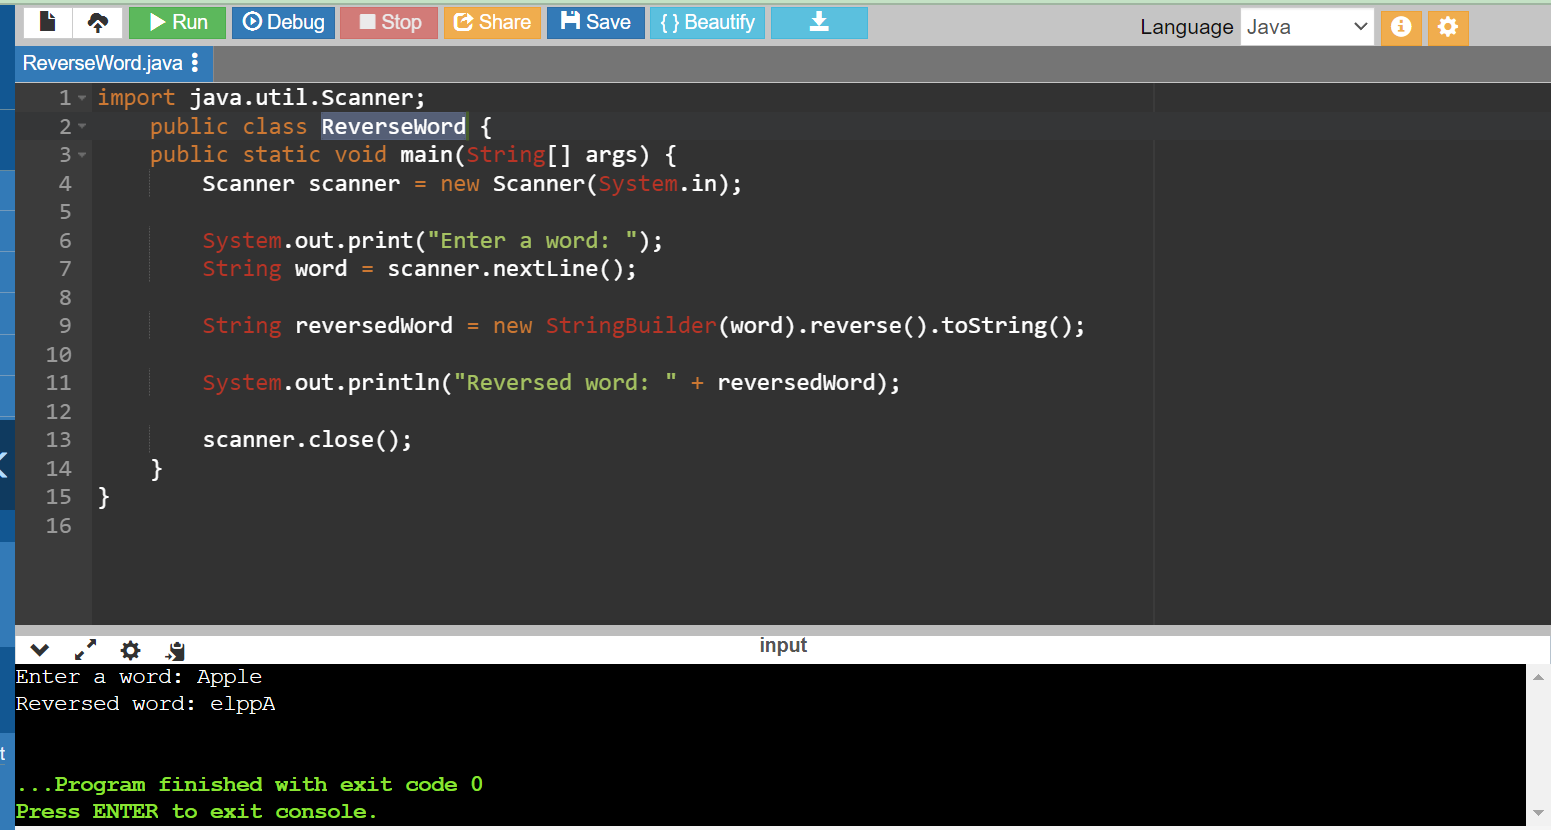 Run Debug Stop Share Save { } Beautify Language Java
ReverseWord.java
1 import java.util.Scanner;
2 public class ReverseWord {
3 public static void main(String[] args) {
4 Scanner scanner = new Scanner(System.in);
5
6 System.out.print("Enter a word: ");
7 String word = scanner.nextLine();
8
9 String reversedWord = new StringBuilder(word).reverse().toString();
10
11 System.out.println("Reversed word: " + reversedWord);
12
13 scanner.close();
14 }
15 }
16
input
Enter a word: Apple
Reversed word: elppA
t
...Program finished with exit code 0
Press ENTER to exit console.